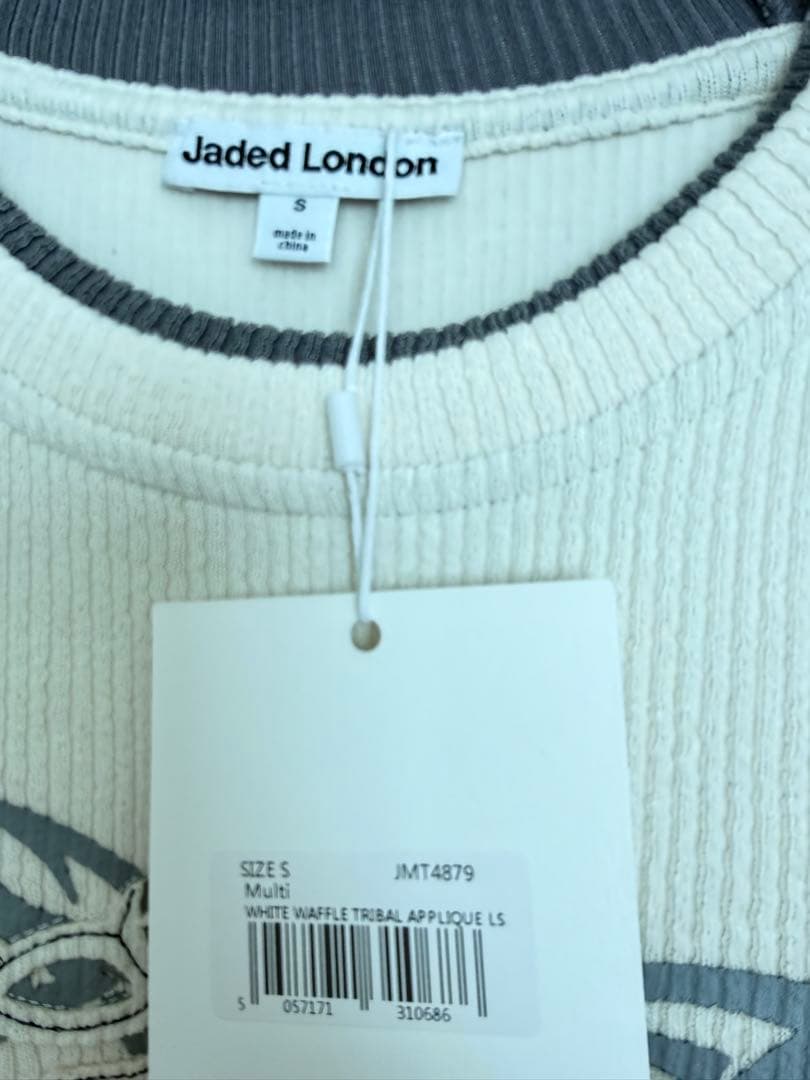 Jaded London
S
made in
china
SIZE S JMT4879
Multi
WHITE WAFFLE TRIBAL APPLIQUE LS
5 057171 310686